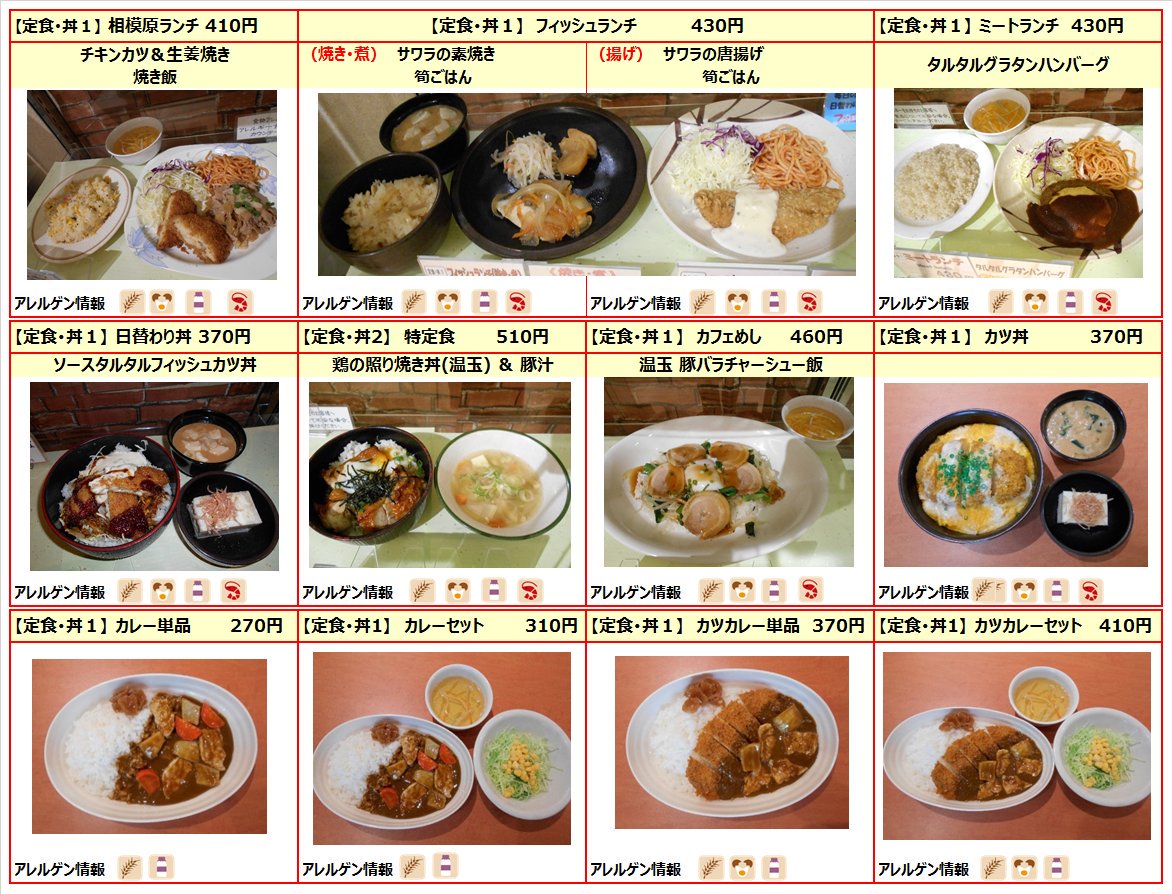 【定食・丼１】 相模原ランチ 410円
【定食・丼１】 フィッシュランチ 430円
【定食・丼１】 ミートランチ 430円
チキンカツ＆生姜焼き
焼き飯
（焼き・煮） サワラの素焼き
筍ごはん
（揚げ） サワラの唐揚げ
筍ごはん
タルタルグラタンハンバーグ
アレルゲン情報
アレルゲン情報
アレルゲン情報
アレルゲン情報
【定食・丼１】 日替わり丼 370円
【定食・丼2】 特定食 510円
【定食・丼１】 カフェめし 460円
【定食・丼１】 カツ丼 370円
ソースタルタルフィッシュカツ丼
鶏の照り焼き丼(温玉) ＆ 豚汁
温玉 豚バラチャーシュー飯
アレルゲン情報
アレルゲン情報
アレルゲン情報
アレルゲン情報
【定食・丼１】 カレー単品 270円
【定食・丼1】 カレーセット 310円
【定食・丼１】 カツカレー単品 370円
【定食・丼1】 カツカレーセット 410円
アレルゲン情報
アレルゲン情報
アレルゲン情報
アレルゲン情報